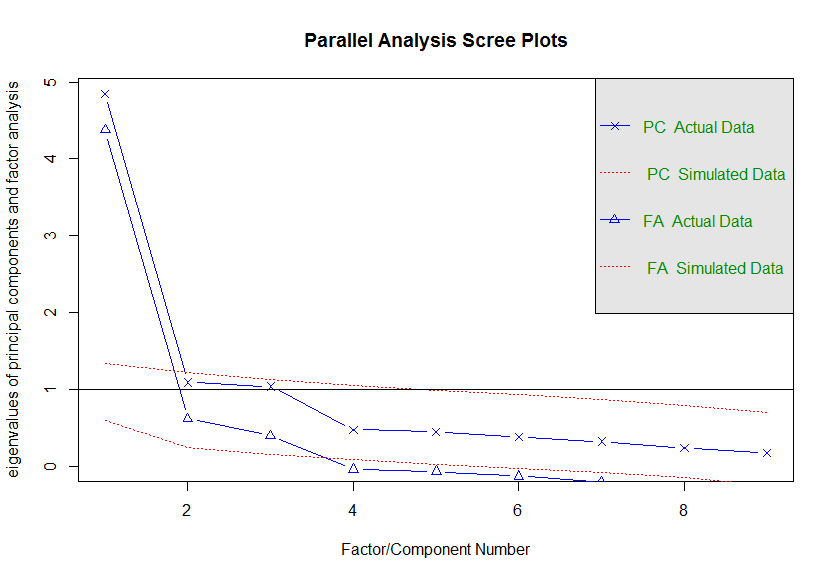 Parallel Analysis Scree Plots
eigenvalues of principal components and factor analysis
5
4
3
2
1
0
PC Actual Data
PC Simulated Data
FA Actual Data
FA Simulated Data
2
4
6
8
Factor/Component Number